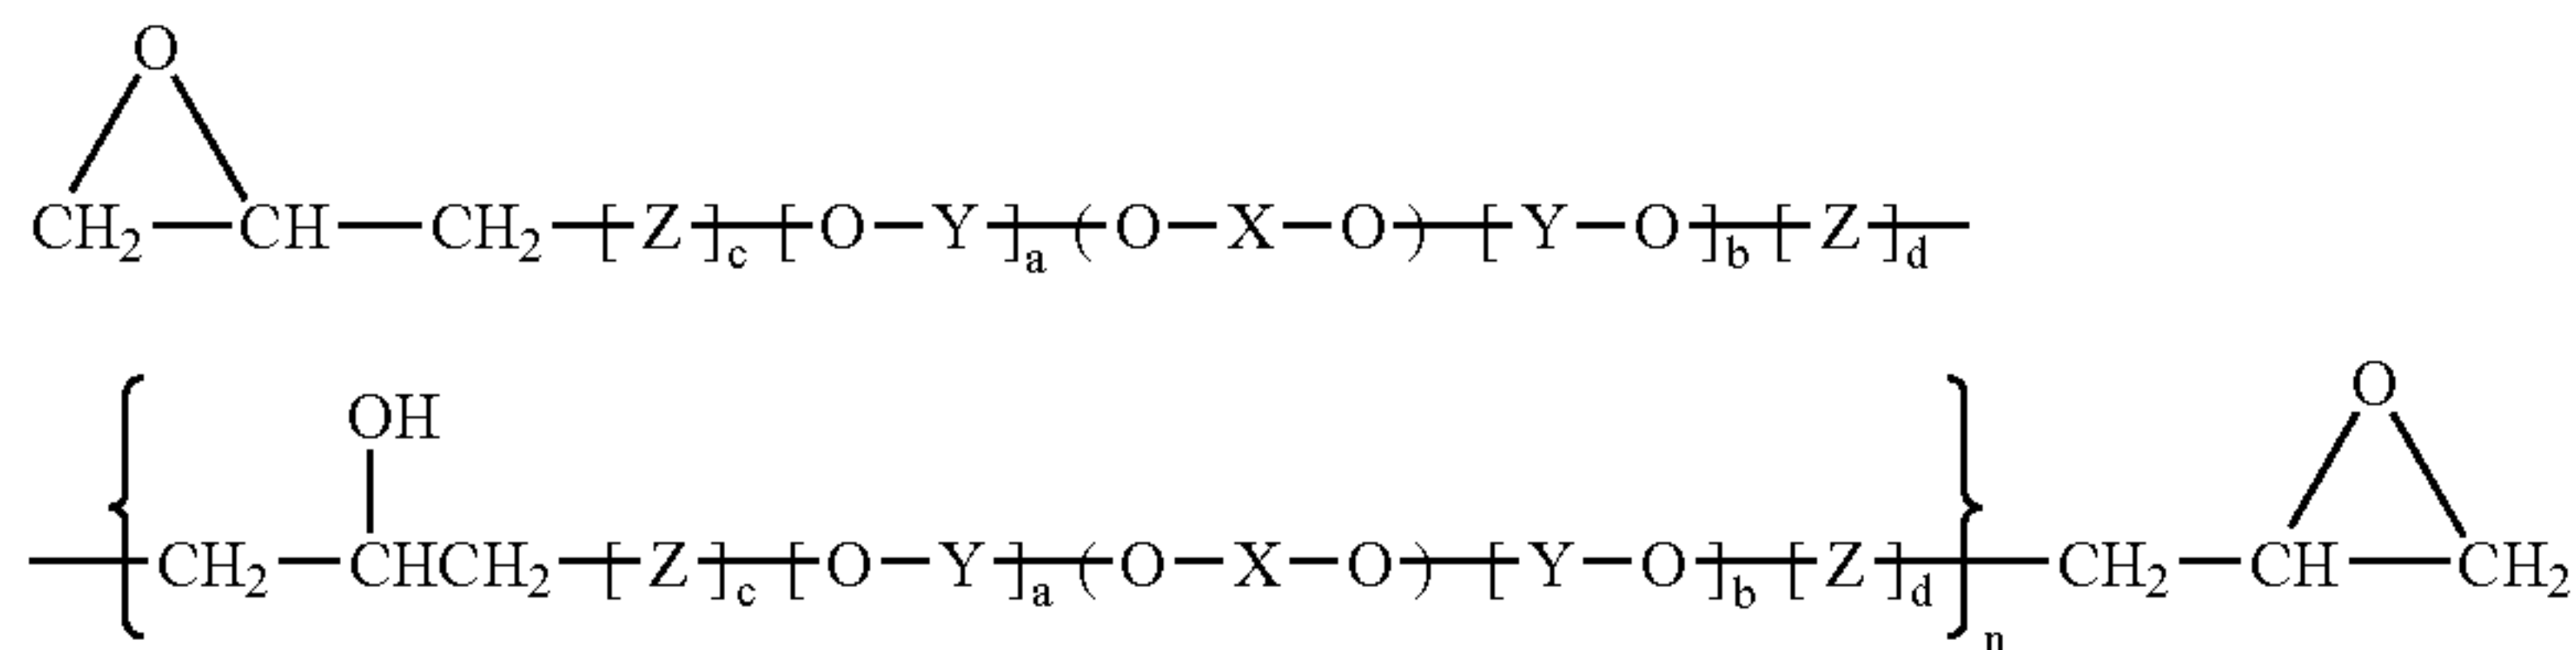 O
CH₂—CH—CH₂—[Z]c—[O—Y]a—(O—X—O)—[Y—O]b—[Z]d—
OH O
—{CH₂—CHCH₂—[Z]c—[O—Y]a—(O—X—O)—[Y—O]b—[Z]d}n—CH₂—CH—CH₂